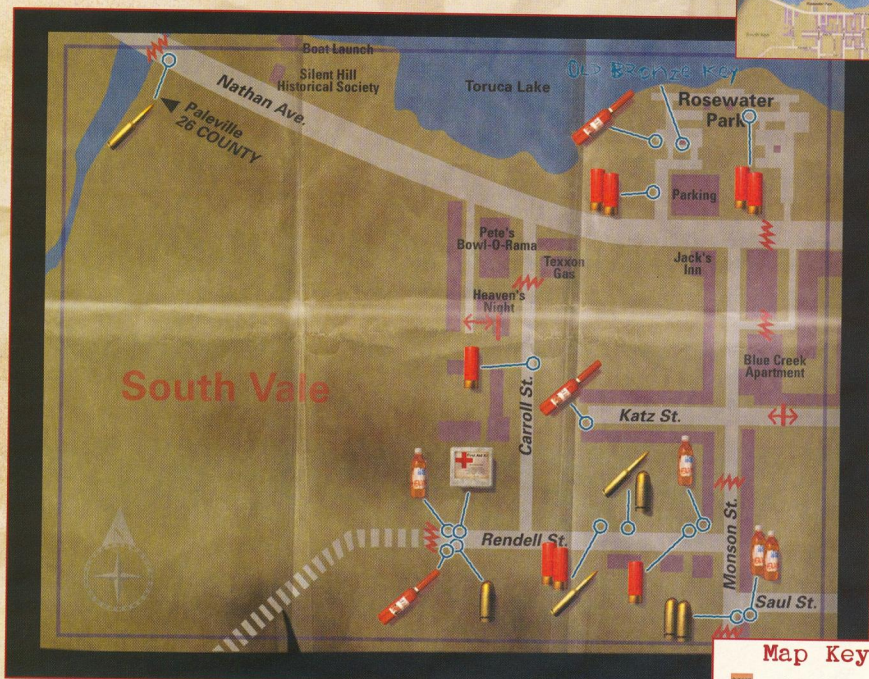 Boat Launch
Silent Hill
Historical Society
Nathan Ave.
Paleville
26 COUNTY
Toruca Lake
OLD BRONZE KEY
Rosewater
Park
Parking
Pete's
Bowl-O-Rama
Texxon
Gas
Jack's
Inn
Heaven's
Night
Blue Creek
Apartment
South Vale
Carroll St.
Katz St.
Rendell St.
Monson St.
Saul St.
Map Key